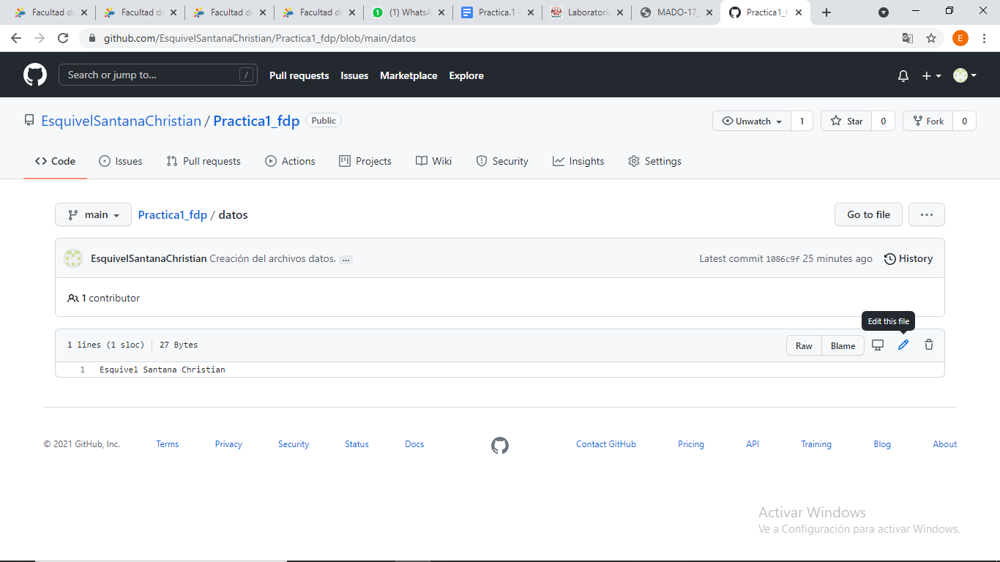 Facultad de
Facultad de
Facultad de
Facultad de
(1) WhatsA
Practica.1 -
Laboratorio
MADO-17_
Practica1_f
github.com/EsquivelSantanaChristian/Practica1_fdp/blob/main/datos
E
Search or jump to...
/
Pull requests
Issues
Marketplace
Explore
EsquivelSantanaChristian / Practica1_fdp
Public
Unwatch 1
Star 0
Fork 0
Code
Issues
Pull requests
Actions
Projects
Wiki
Security
Insights
Settings
main
Practica1_fdp / datos
Go to file
...
EsquivelSantanaChristian Creación del archivos datos. ...
Latest commit 1086c9f 25 minutes ago
History
1 contributor
Edit this file
1 lines (1 sloc)
27 Bytes
Raw
Blame
1 Esquivel Santana Christian
© 2021 GitHub, Inc.
Terms
Privacy
Security
Status
Docs
Contact GitHub
Pricing
API
Training
Blog
About
Activar Windows
Ve a Configuración para activar Windows.